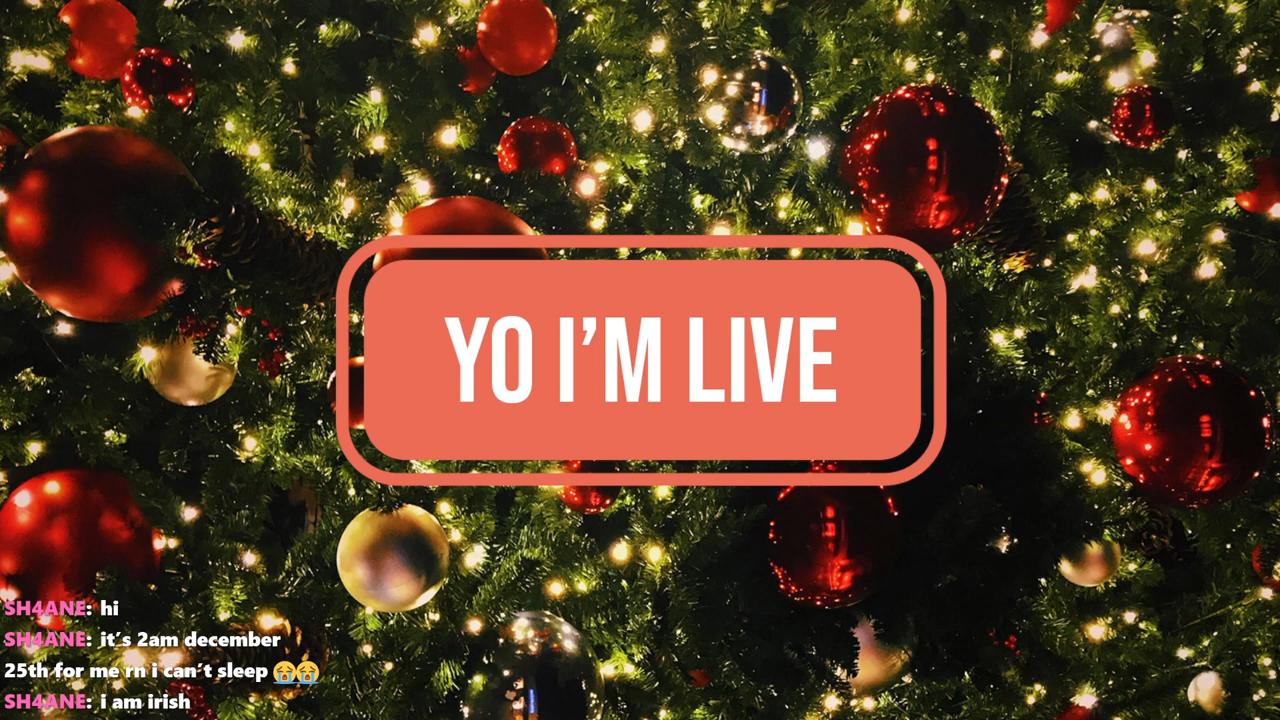 YO I’M LIVE
SH4ANE: hi
SH4ANE: it’s 2am december
25th for me rn i can’t sleep 😭😭
SH4ANE: i am irish